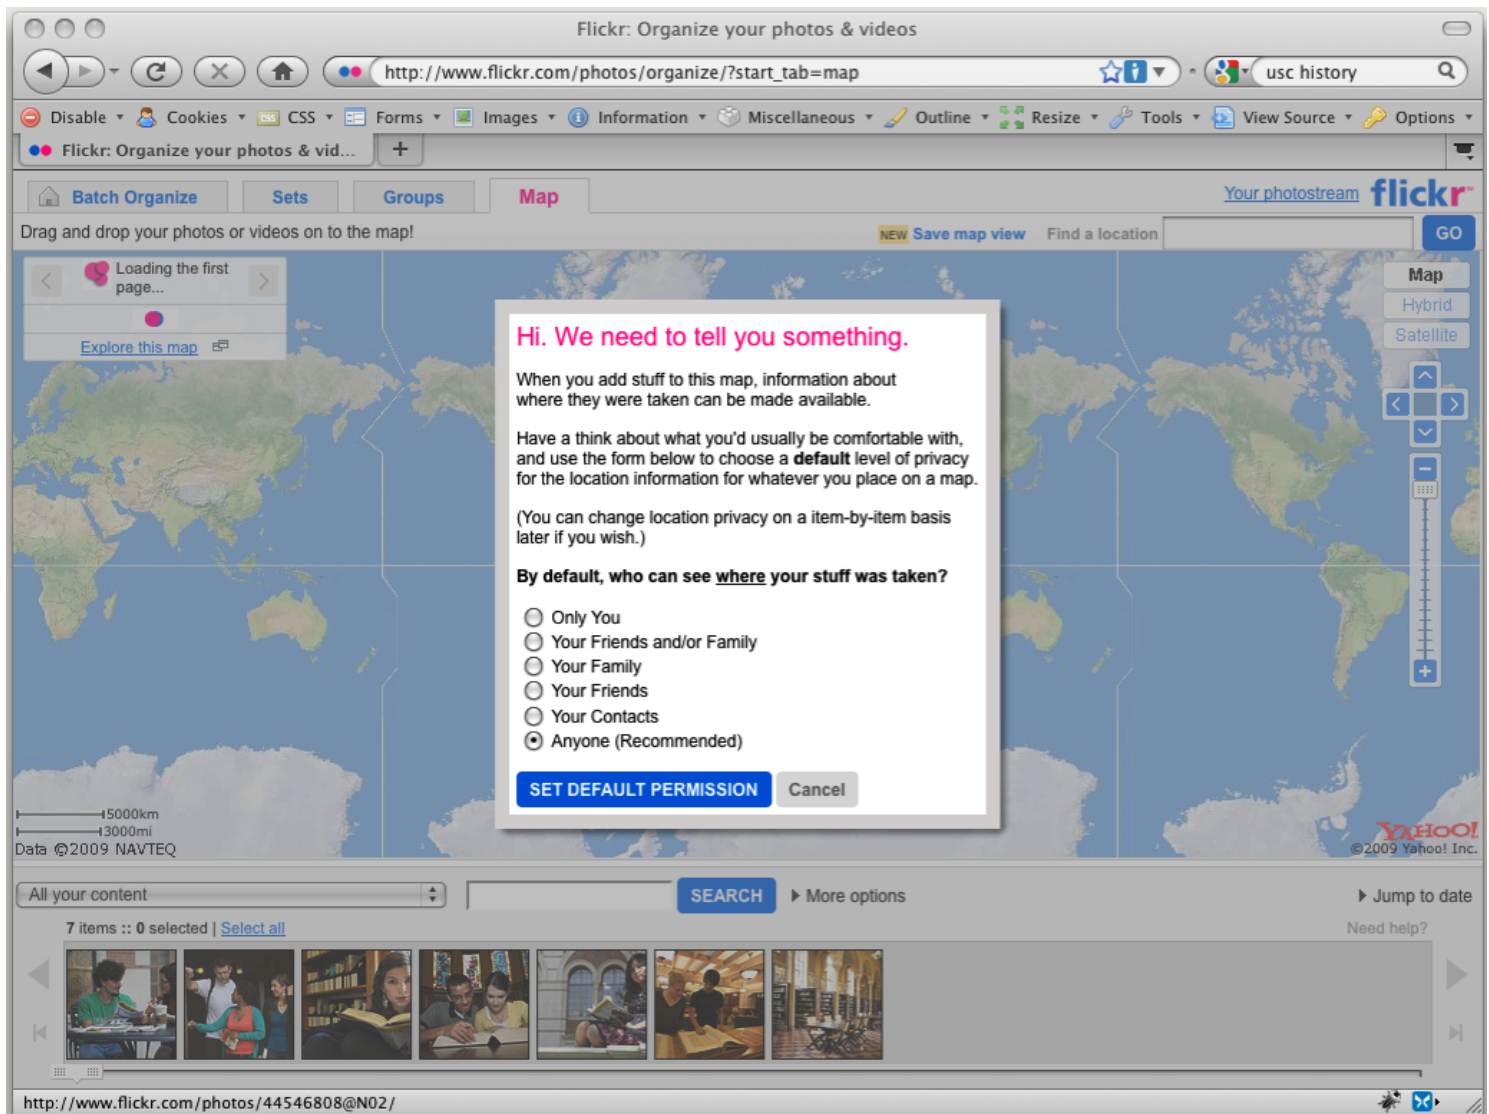 Flickr: Organize your photos & videos
http://www.flickr.com/photos/organize/?start_tab=map
usc history
Disable Cookies CSS Forms Images Information Miscellaneous Outline Resize Tools View Source Options
Flickr: Organize your photos & vid... +
Batch Organize Sets Groups Map Your photostream flickr
Drag and drop your photos or videos on to the map! NEW Save map view Find a location GO
Loading the first
page...
Explore this map
Map
Hybrid
Satellite
Hi. We need to tell you something.
When you add stuff to this map, information about
where they were taken can be made available.
Have a think about what you'd usually be comfortable with,
and use the form below to choose a default level of privacy
for the location information for whatever you place on a map.
(You can change location privacy on a item-by-item basis
later if you wish.)
By default, who can see where your stuff was taken?
Only You
Your Friends and/or Family
Your Family
Your Friends
Your Contacts
Anyone (Recommended)
SET DEFAULT PERMISSION Cancel
5000km
3000mi
Data ©2009 NAVTEQ
YAHOO!
©2009 Yahoo! Inc.
All your content SEARCH More options Jump to date
7 items :: 0 selected | Select all Need help?
http://www.flickr.com/photos/44546808@N02/